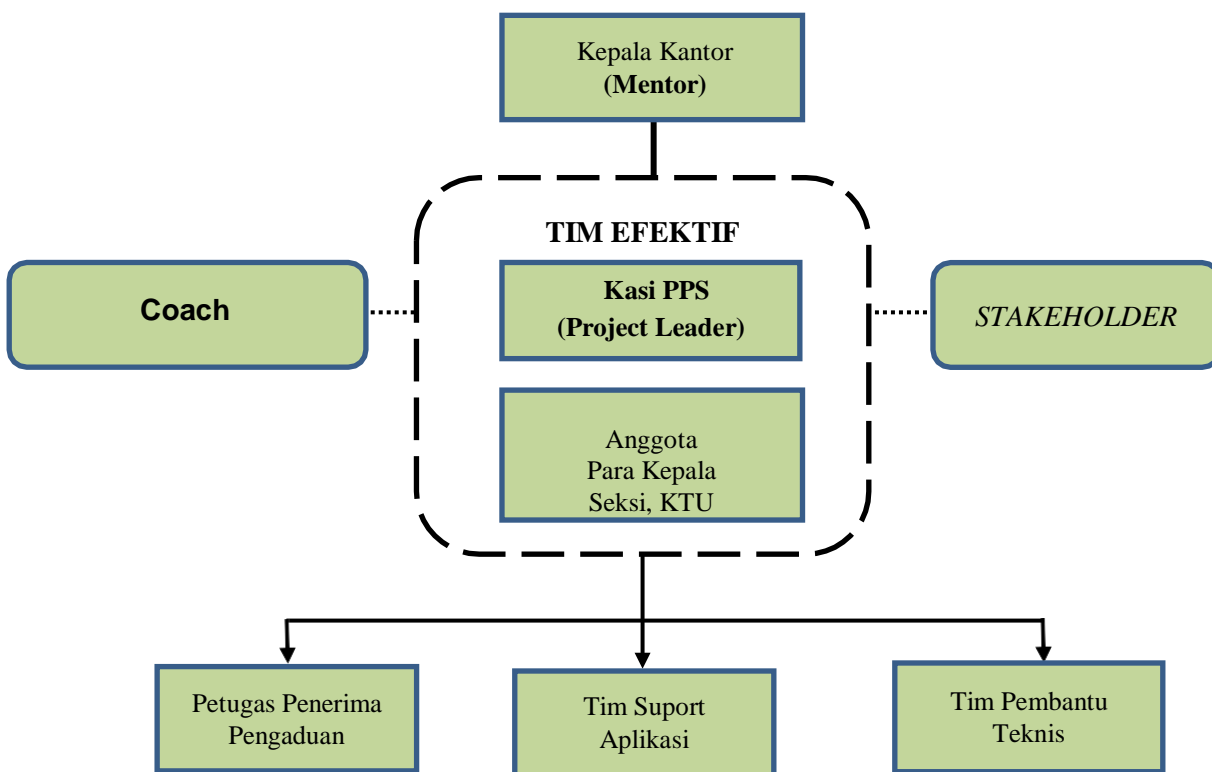 Kepala Kantor
(Mentor)
TIM EFEKTIF
Coach
Kasi PPS
(Project Leader)
STAKEHOLDER
Anggota
Para Kepala
Seksi, KTU
Petugas Penerima
Pengaduan
Tim Suport
Aplikasi
Tim Pembantu
Teknis